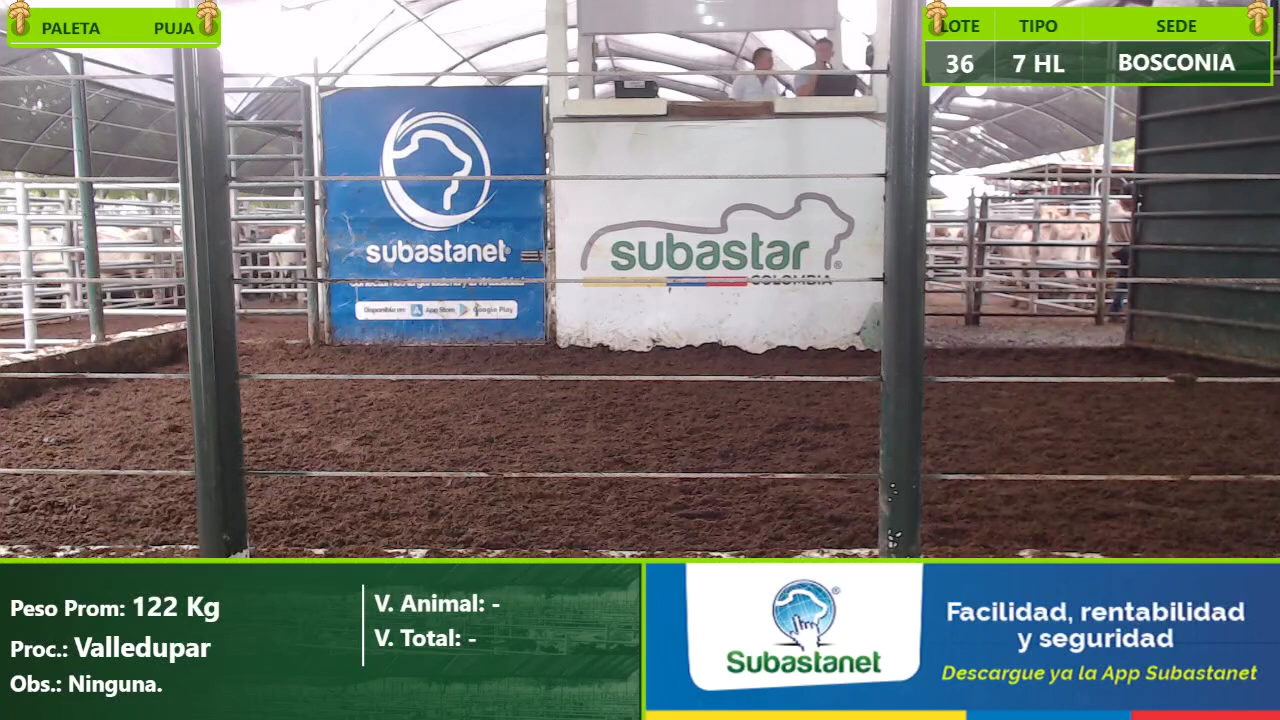 PALETA PUJA
LOTE TIPO SEDE
36 7 HL BOSCONIA
subastanet
Disponible en: App Store Google Play
subastar
COLOMBIA
Peso Prom: 122 Kg
Proc.: Valledupar
Obs.: Ninguna.
V. Animal: -
V. Total: -
Subastanet
Facilidad, rentabilidad
y seguridad
Descargue ya la App Subastanet